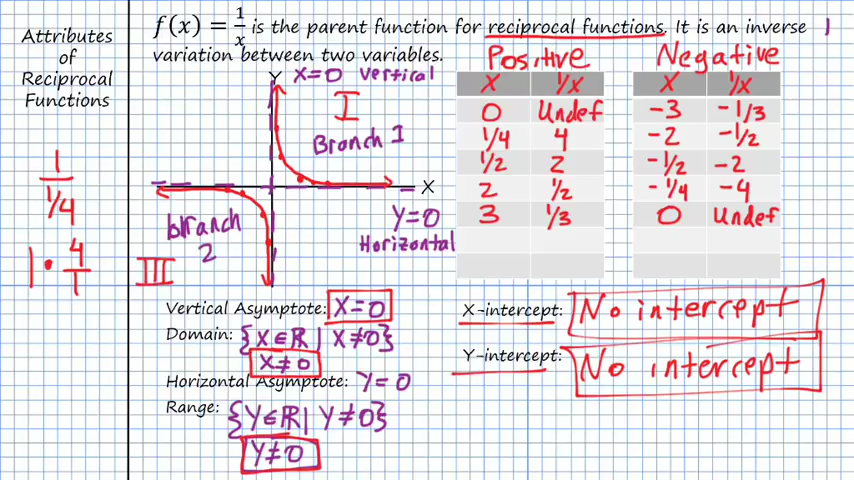 Attributes
of
Reciprocal
Functions
1
1/4
1 • 4
1
f(x) = 1/x is the parent function for reciprocal functions. It is an inverse
variation between two variables.
Y
X=0 Vertical
I
Branch 1
X
Branch
2
Y=0
Horizontal
III
Positive
X 1/X
0 Undef
1/4 4
1/2 2
2 1/2
3 1/3
Negative
X 1/X
-3 -1/3
-2 -1/2
-1/2 -2
-1/4 -4
0 Undef
Vertical Asymptote: X=0
Domain: {X∈ℝ| X≠0}
X≠0
Horizontal Asymptote: Y=0
Range: {Y∈ℝ| Y≠0}
Y≠0
X-intercept: No intercept
Y-intercept: No intercept